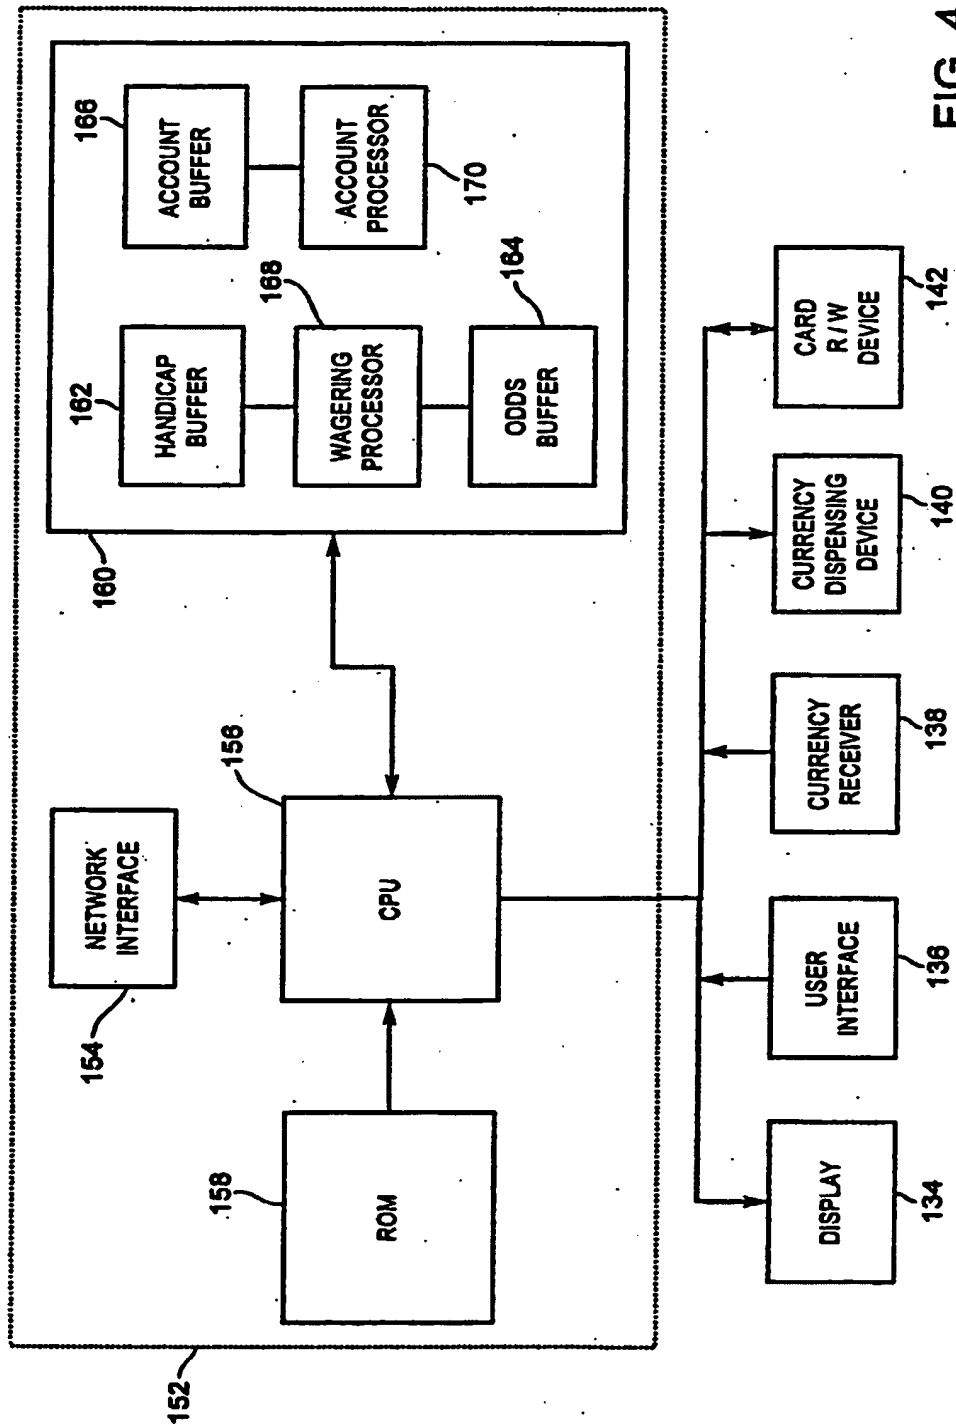 152
154
NETWORK
INTERFACE
158
ROM
156
CPU
160
162
HANDICAP
BUFFER
166
ACCOUNT
BUFFER
168
WAGERING
PROCESSOR
ACCOUNT
PROCESSOR
170
164
ODDS
BUFFER
DISPLAY
134
USER
INTERFACE
136
CURRENCY
RECEIVER
138
CURRENCY
DISPENSING
DEVICE
140
CARD
R / W
DEVICE
142
FIG. 4